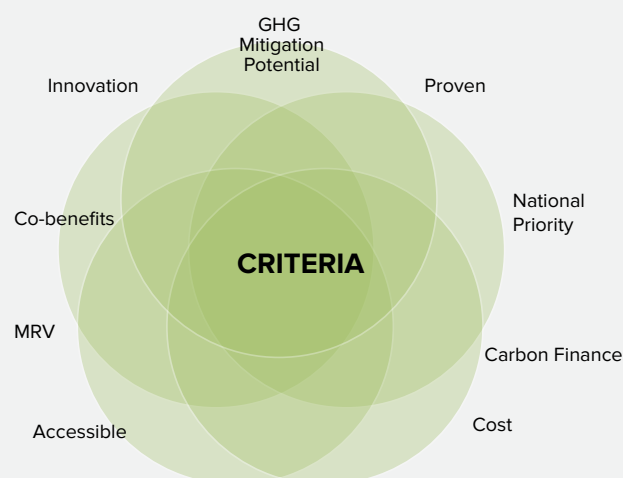 GHG
Mitigation
Potential
Innovation
Proven
Co-benefits
National
Priority
CRITERIA
MRV
Carbon Finance
Accessible
Cost